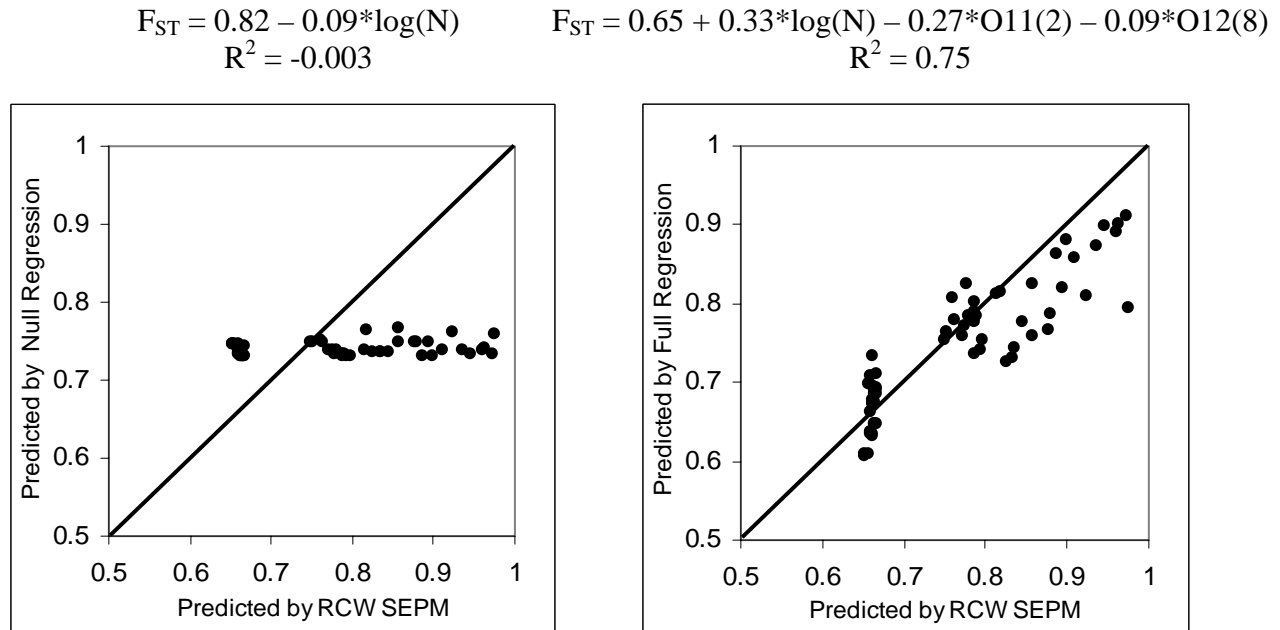 F_ST = 0.82 – 0.09*log(N)
R² = -0.003
F_ST = 0.65 + 0.33*log(N) – 0.27*O11(2) – 0.09*O12(8)
R² = 0.75
Predicted by Null Regression
1
0.9
0.8
0.7
0.6
0.5
0.5 0.6 0.7 0.8 0.9 1
Predicted by RCW SEPM
Predicted by Full Regression
1
0.9
0.8
0.7
0.6
0.5
0.5 0.6 0.7 0.8 0.9 1
Predicted by RCW SEPM